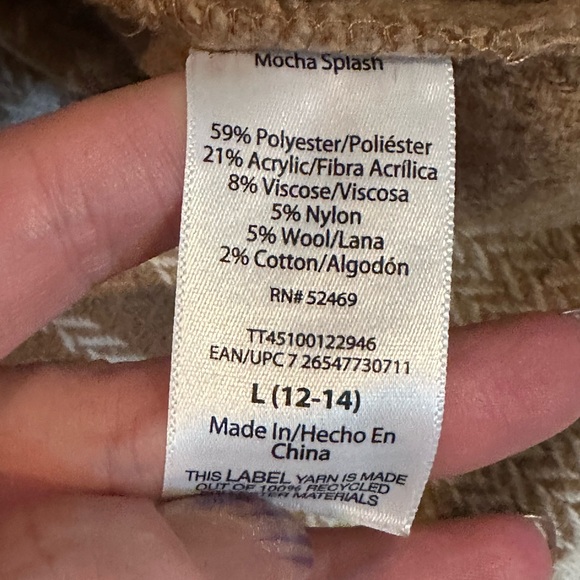 Mocha Splash
59% Polyester/Poliéster
21% Acrylic/Fibra Acrílica
8% Viscose/Viscosa
5% Nylon
5% Wool/Lana
2% Cotton/Algodón
RN# 52469
TT45100122946
EAN/UPC 7 26547730711
L (12-14)
Made In/Hecho En
China
THIS LABEL YARN IS MADE
OUT OF 100% RECYCLED
MATERIALS